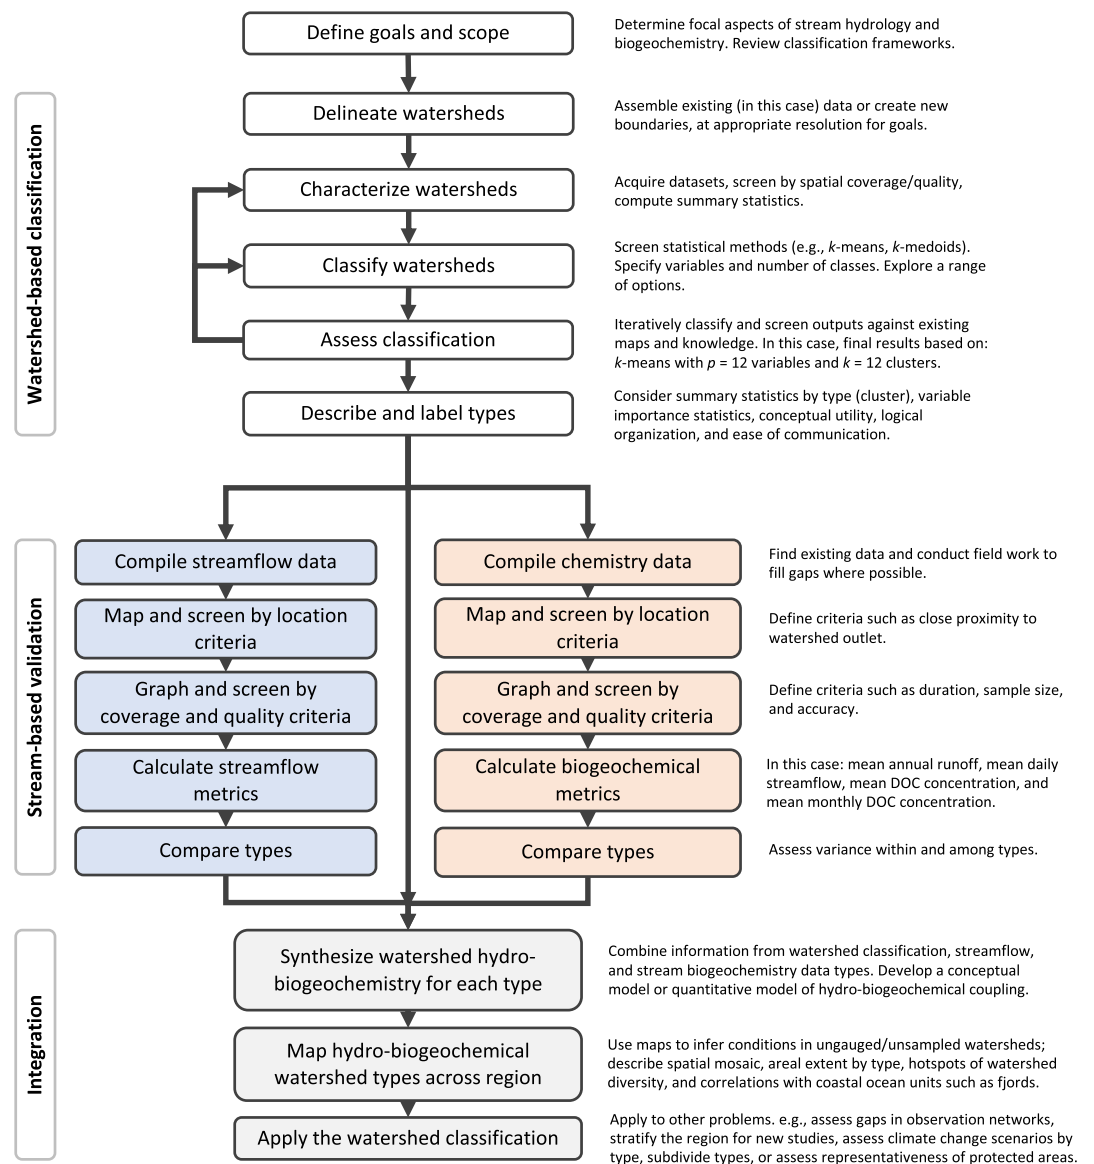 Define goals and scope
Determine focal aspects of stream hydrology and
biogeochemistry. Review classification frameworks.
Watershed-based classification
Delineate watersheds
Assemble existing (in this case) data or create new
boundaries, at appropriate resolution for goals.
Characterize watersheds
Acquire datasets, screen by spatial coverage/quality,
compute summary statistics.
Classify watersheds
Screen statistical methods (e.g., k-means, k-medoids).
Specify variables and number of classes. Explore a range
of options.
Assess classification
Iteratively classify and screen outputs against existing
maps and knowledge. In this case, final results based on:
k-means with p = 12 variables and k = 12 clusters.
Describe and label types
Consider summary statistics by type (cluster), variable
importance statistics, conceptual utility, logical
organization, and ease of communication.
Stream-based validation
Compile streamflow data
Compile chemistry data
Find existing data and conduct field work to
fill gaps where possible.
Map and screen by location
criteria
Map and screen by location
criteria
Define criteria such as close proximity to
watershed outlet.
Graph and screen by
coverage and quality criteria
Graph and screen by
coverage and quality criteria
Define criteria such as duration, sample size,
and accuracy.
Calculate streamflow
metrics
Calculate biogeochemical
metrics
In this case: mean annual runoff, mean daily
streamflow, mean DOC concentration, and
mean monthly DOC concentration.
Compare types
Compare types
Assess variance within and among types.
Integration
Synthesize watershed hydro-
biogeochemistry for each type
Combine information from watershed classification, streamflow,
and stream biogeochemistry data types. Develop a conceptual
model or quantitative model of hydro-biogeochemical coupling.
Map hydro-biogeochemical
watershed types across region
Use maps to infer conditions in ungauged/unsampled watersheds;
describe spatial mosaic, areal extent by type, hotspots of watershed
diversity, and correlations with coastal ocean units such as fjords.
Apply the watershed classification
Apply to other problems. e.g., assess gaps in observation networks,
stratify the region for new studies, assess climate change scenarios by
type, subdivide types, or assess representativeness of protected areas.